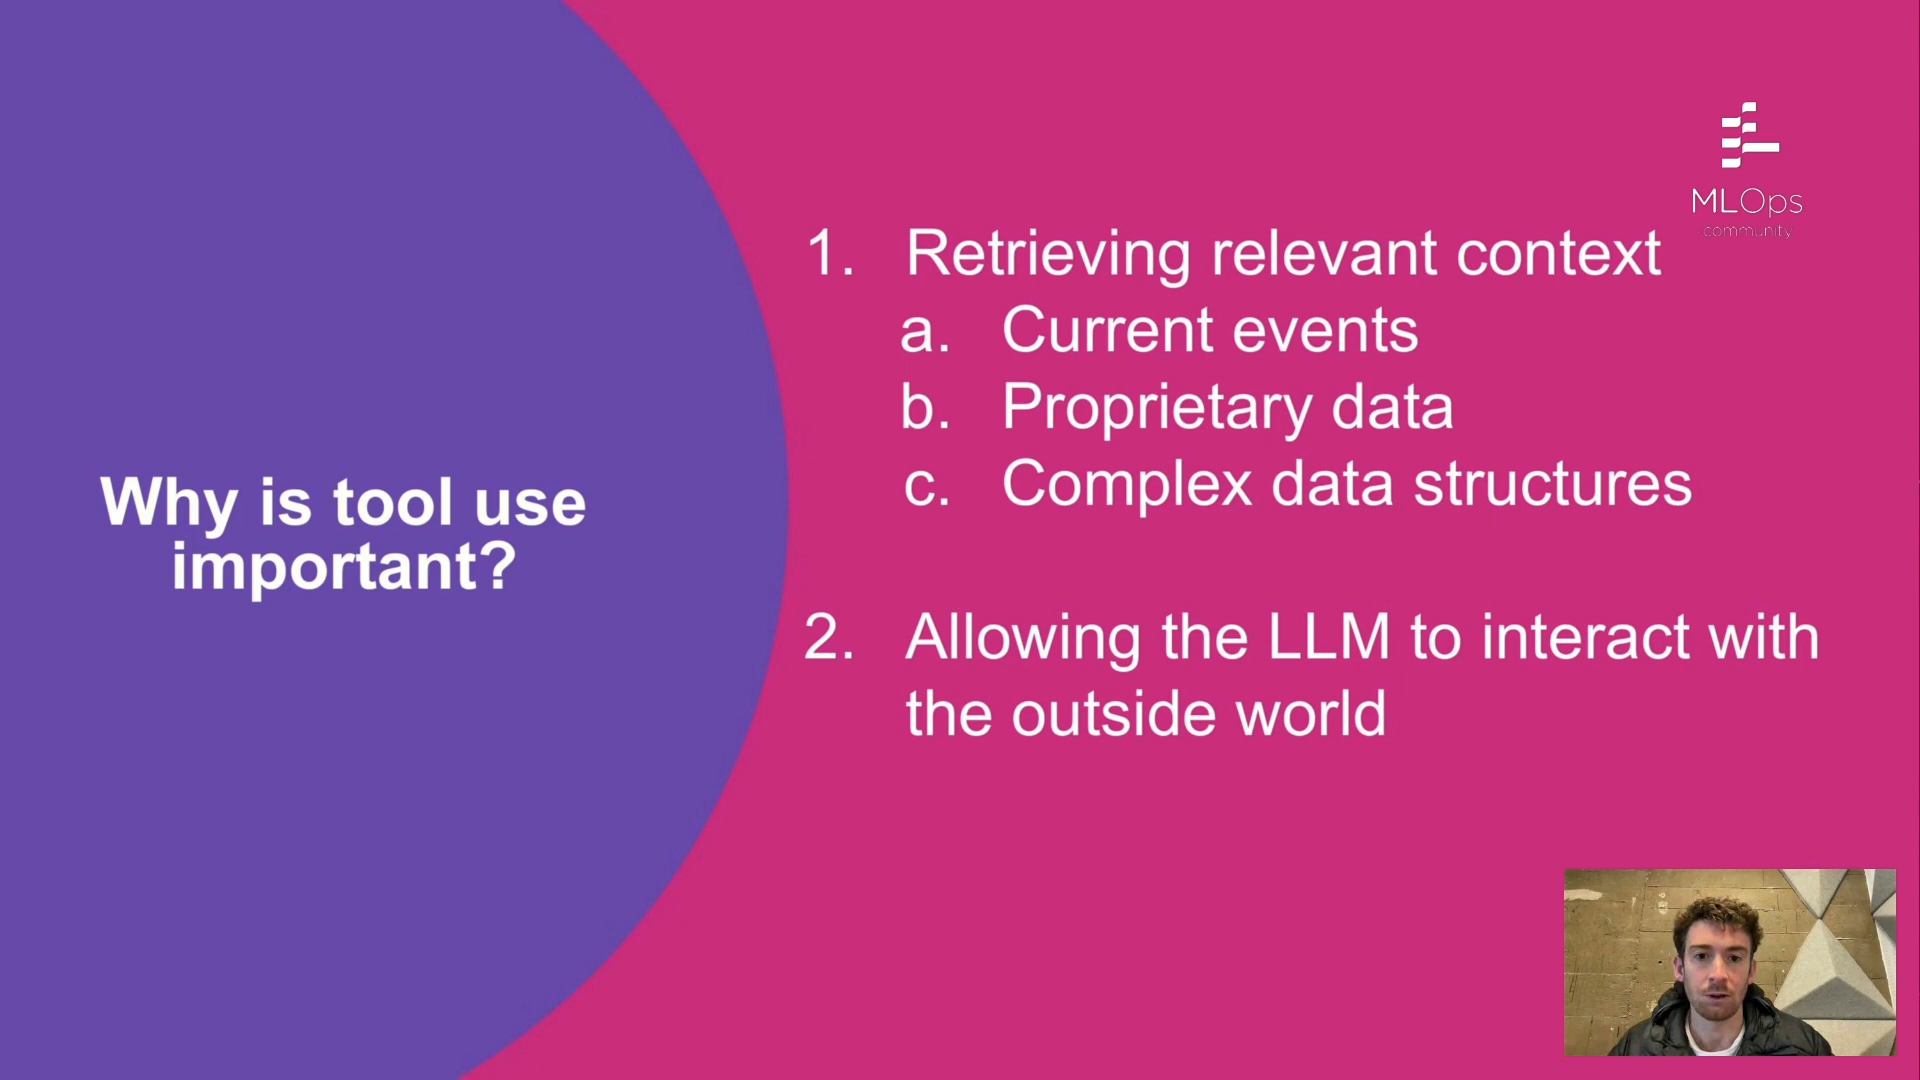 Why is tool use
important?
MLOps
community
1. Retrieving relevant context
a. Current events
b. Proprietary data
c. Complex data structures
2. Allowing the LLM to interact with
the outside world